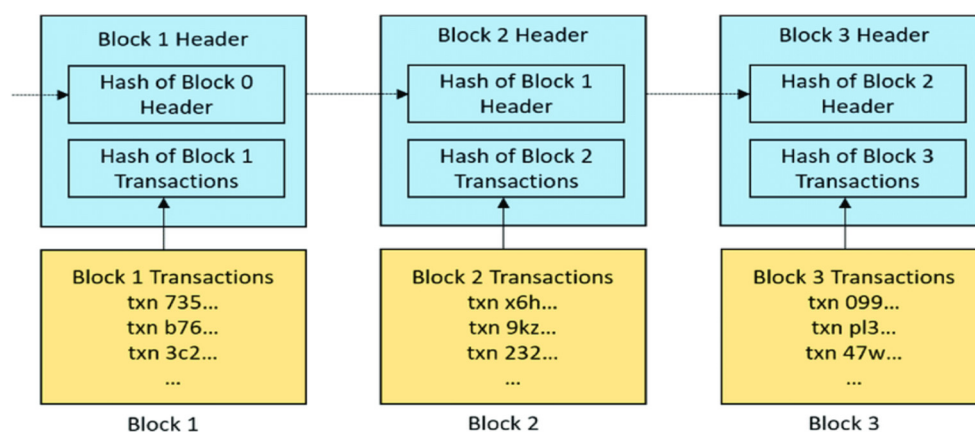 Block 1 Header
Hash of Block 0
Header
Hash of Block 1
Transactions
Block 1 Transactions
txn 735...
txn b76...
txn 3c2...
...
Block 1
Block 2 Header
Hash of Block 1
Header
Hash of Block 2
Transactions
Block 2 Transactions
txn x6h...
txn 9kz...
txn 232...
...
Block 2
Block 3 Header
Hash of Block 2
Header
Hash of Block 3
Transactions
Block 3 Transactions
txn 099...
txn pl3...
txn 47w...
...
Block 3